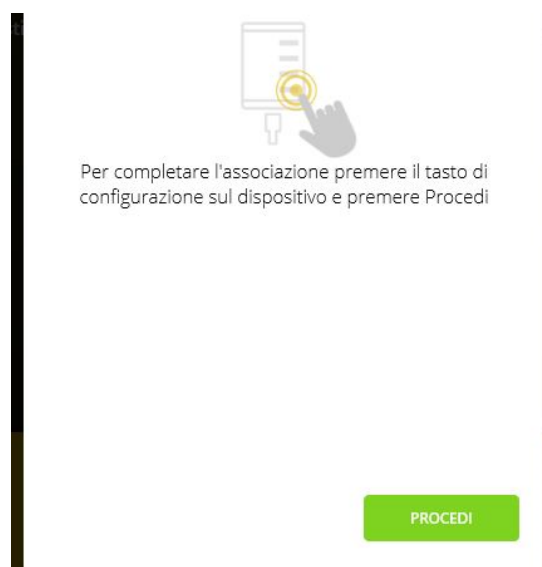 Per completare l'associazione premere il tasto di
configurazione sul dispositivo e premere Procedi
PROCEDI